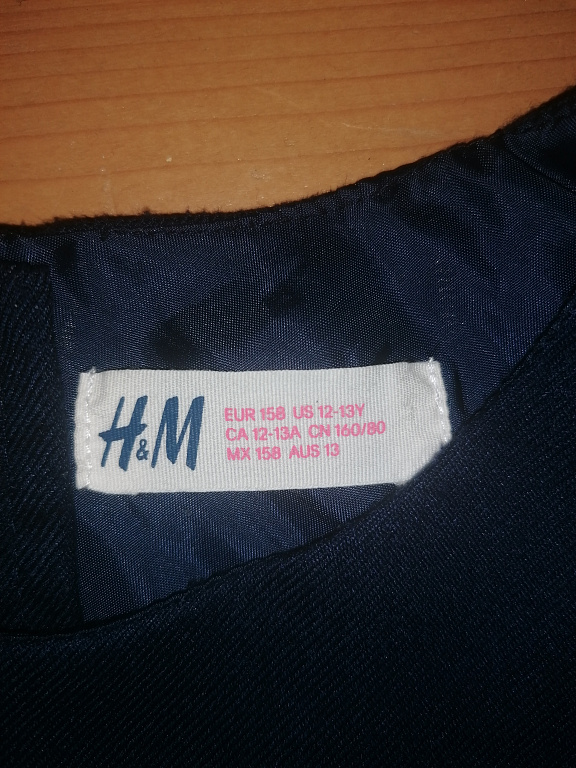 H&M
EUR 158 US 12-13Y
CA 12-13A CN 160/80
MX 158 AUS 13